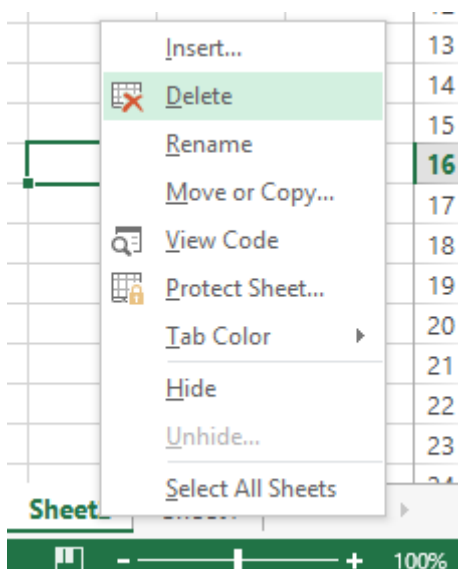 13
Insert...
14
Delete
15
Rename
16
Move or Copy...
17
View Code
18
Protect Sheet...
19
Tab Color
20
21
Hide
22
Unhide...
23
Select All Sheets
Sheet
100%